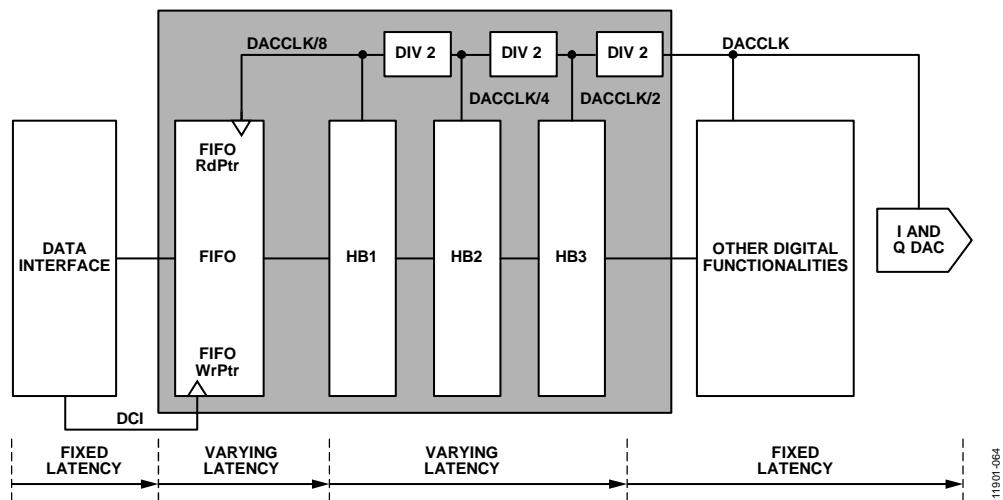 DACCLK/8
DIV 2
DIV 2
DIV 2
DACCLK
DACCLK/4
DACCLK/2
FIFO
RdPtr
DATA
INTERFACE
FIFO
HB1
HB2
HB3
OTHER DIGITAL
FUNCTIONALITIES
I AND
Q DAC
FIFO
WrPtr
DCI
FIXED
LATENCY
VARYING
LATENCY
VARYING
LATENCY
FIXED
LATENCY
11901-064